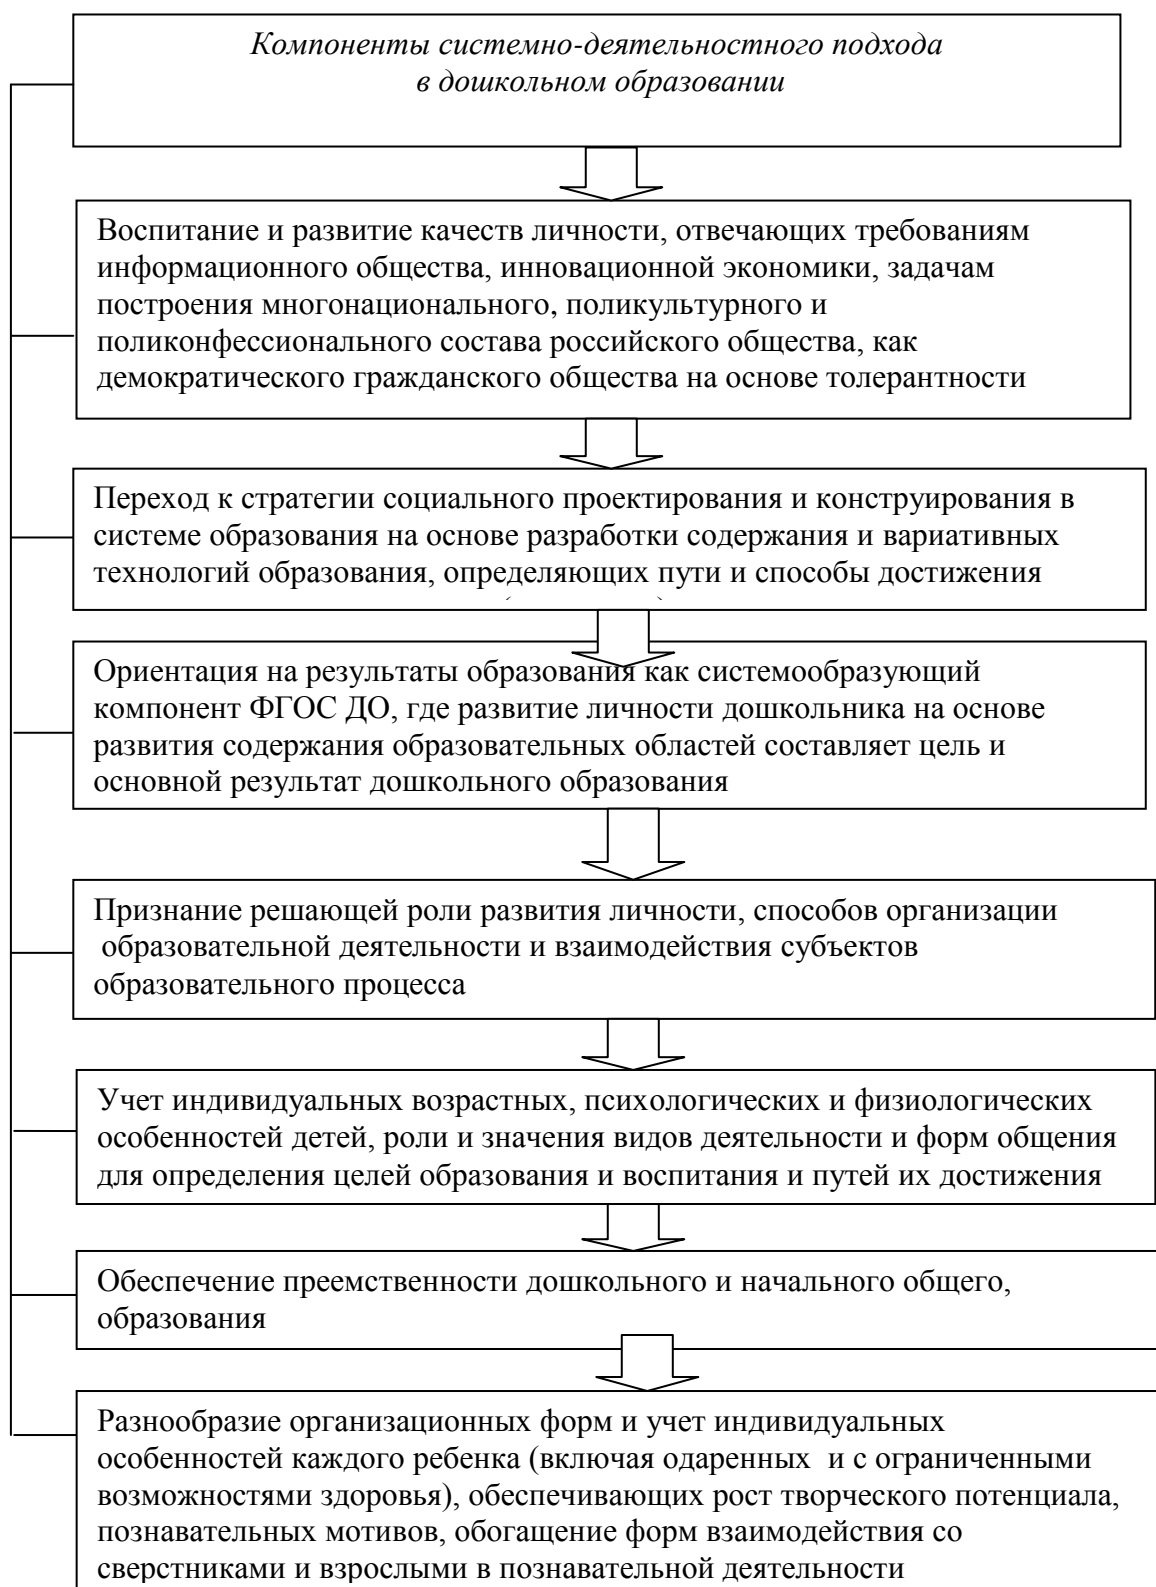 Компоненты системно-деятельностного подхода
в дошкольном образовании
Воспитание и развитие качеств личности, отвечающих требованиям
информационного общества, инновационной экономики, задачам
построения многонационального, поликультурного и
поликонфессионального состава российского общества, как
демократического гражданского общества на основе толерантности
Переход к стратегии социального проектирования и конструирования в
системе образования на основе разработки содержания и вариативных
технологий образования, определяющих пути и способы достижения
Ориентация на результаты образования как системообразующий
компонент ФГОС ДО, где развитие личности дошкольника на основе
развития содержания образовательных областей составляет цель и
основной результат дошкольного образования
Признание решающей роли развития личности, способов организации
образовательной деятельности и взаимодействия субъектов
образовательного процесса
Учет индивидуальных возрастных, психологических и физиологических
особенностей детей, роли и значения видов деятельности и форм общения
для определения целей образования и воспитания и путей их достижения
Обеспечение преемственности дошкольного и начального общего,
образования
Разнообразие организационных форм и учет индивидуальных
особенностей каждого ребенка (включая одаренных и с ограниченными
возможностями здоровья), обеспечивающих рост творческого потенциала,
познавательных мотивов, обогащение форм взаимодействия со
сверстниками и взрослыми в познавательной деятельности